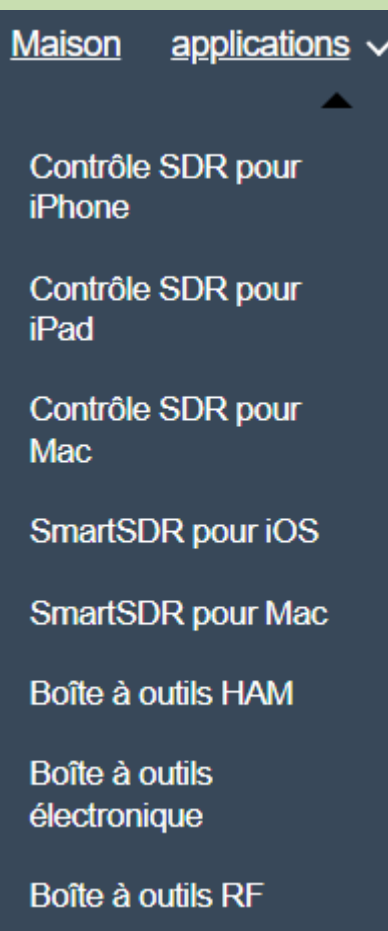 Maison applications
Contrôle SDR pour
iPhone
Contrôle SDR pour
iPad
Contrôle SDR pour
Mac
SmartSDR pour iOS
SmartSDR pour Mac
Boîte à outils HAM
Boîte à outils
électronique
Boîte à outils RF